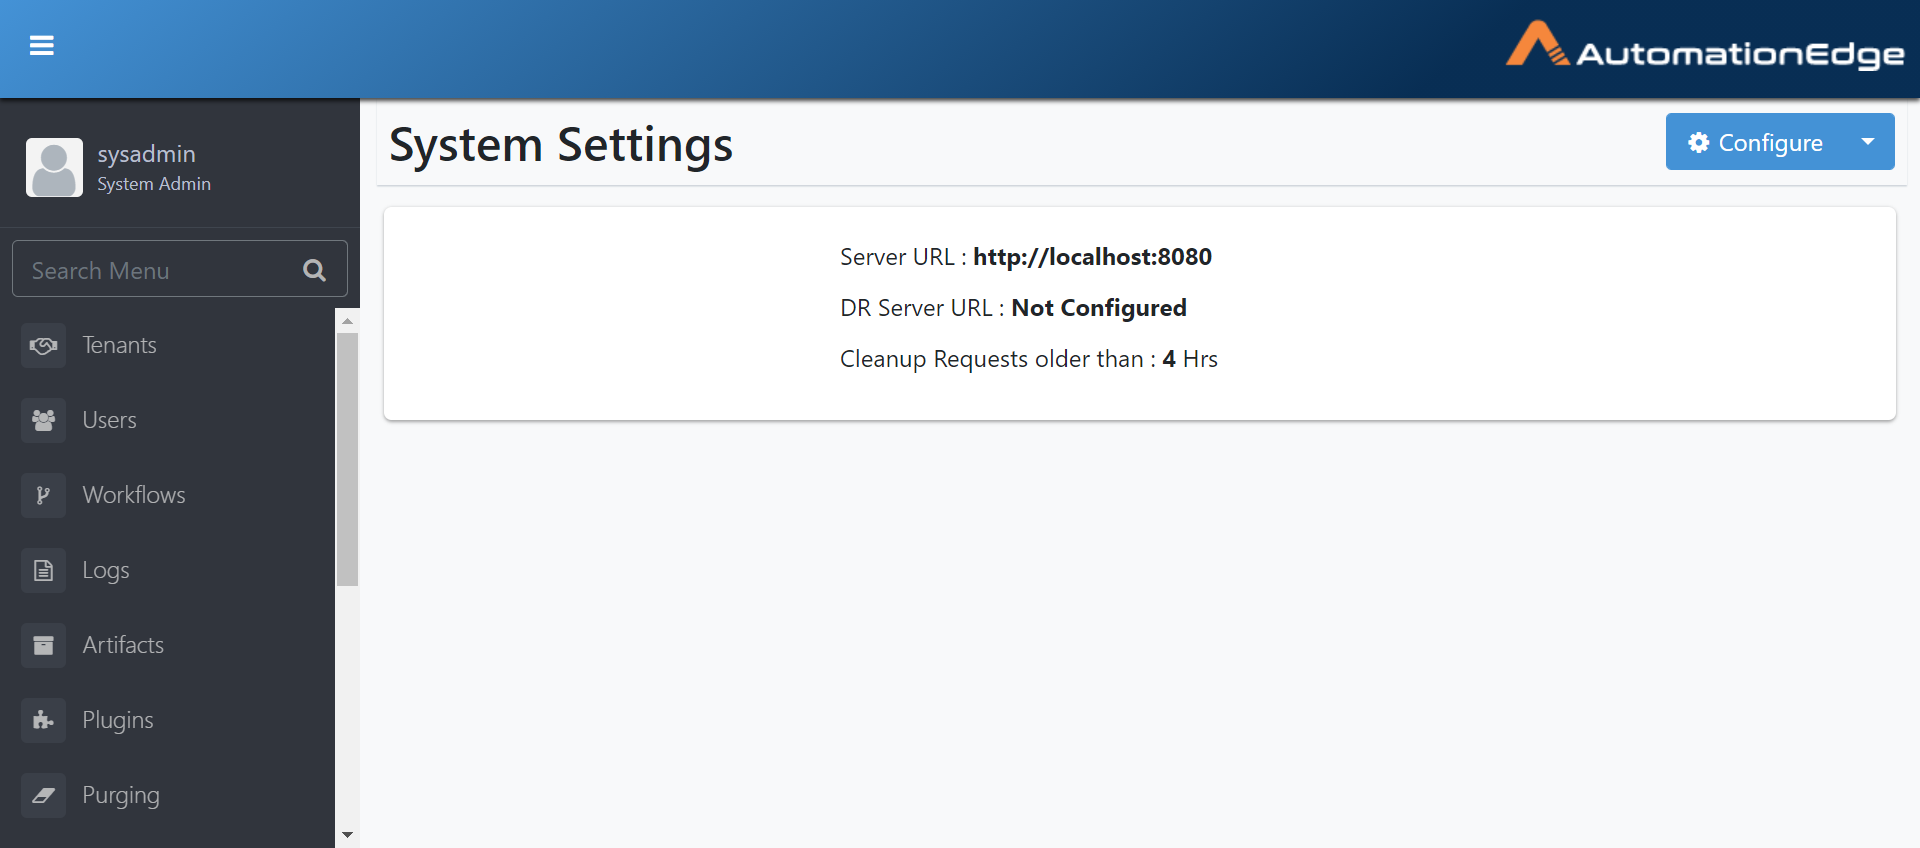 AutomationEdge
sysadmin
System Admin
Search Menu
Tenants
Users
Workflows
Logs
Artifacts
Plugins
Purging
System Settings
Configure
Server URL : http://localhost:8080
DR Server URL : Not Configured
Cleanup Requests older than : 4 Hrs